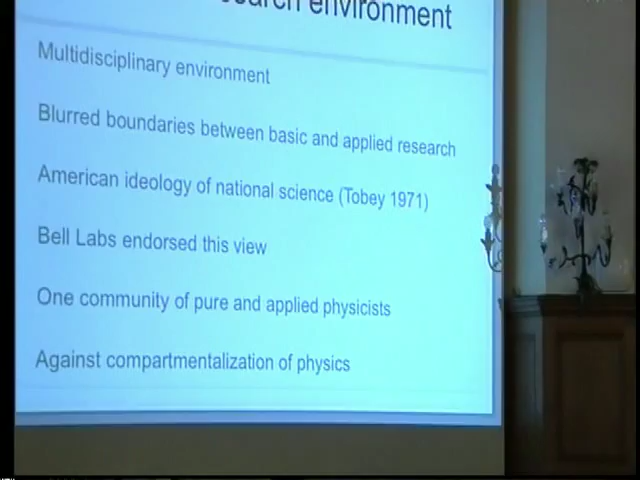 environment
Multidisciplinary environment
Blurred boundaries between basic and applied research
American ideology of national science (Tobey 1971)
Bell Labs endorsed this view
One community of pure and applied physicists
Against compartmentalization of physics